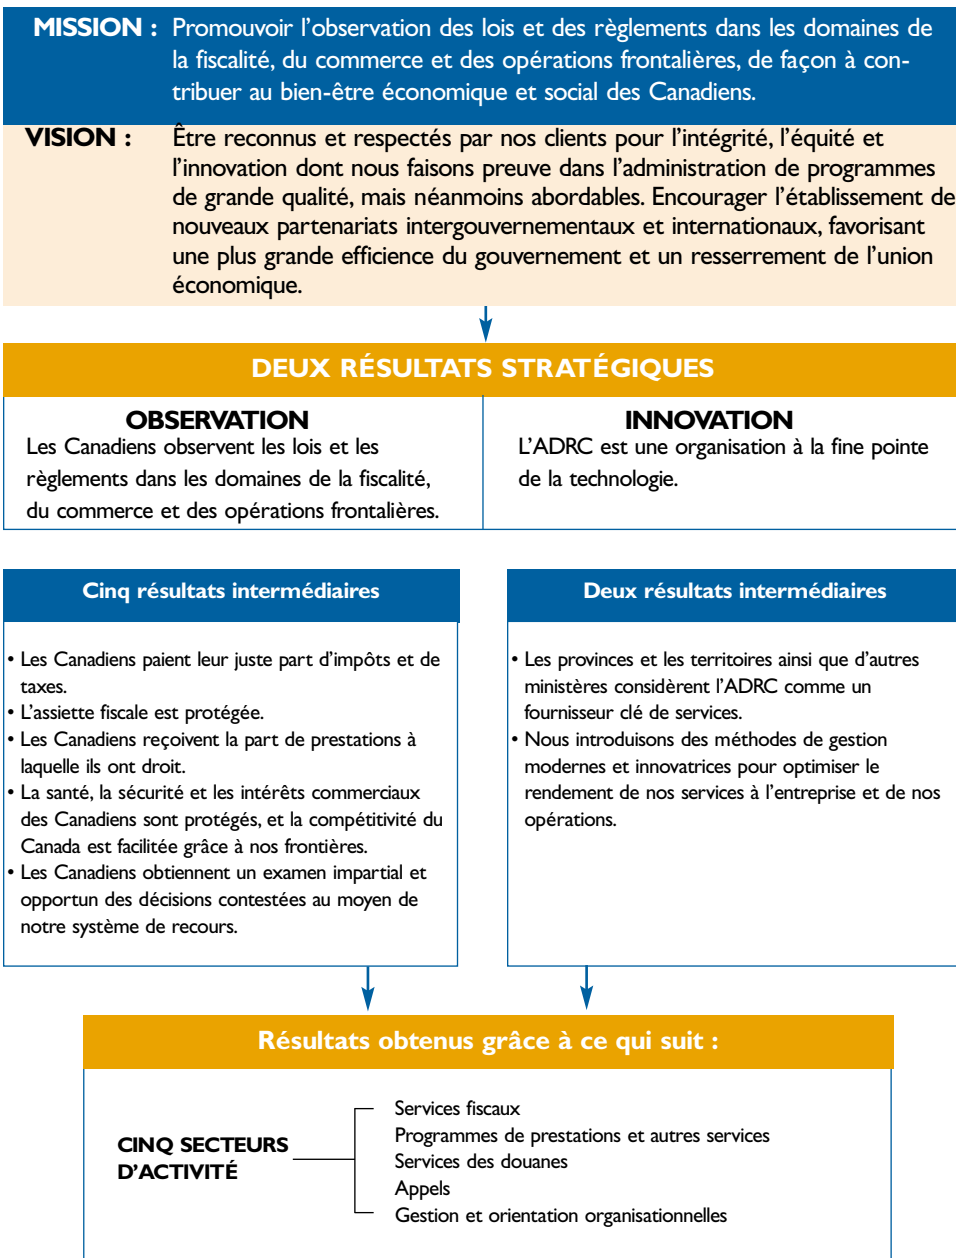 MISSION : Promouvoir l'observation des lois et des règlements dans les domaines de
la fiscalité, du commerce et des opérations frontalières, de façon à con-
tribuer au bien-être économique et social des Canadiens.
VISION : Être reconnus et respectés par nos clients pour l'intégrité, l'équité et
l'innovation dont nous faisons preuve dans l'administration de programmes
de grande qualité, mais néanmoins abordables. Encourager l'établissement de
nouveaux partenariats intergouvernementaux et internationaux, favorisant
une plus grande efficience du gouvernement et un resserrement de l'union
économique.
DEUX RÉSULTATS STRATÉGIQUES
OBSERVATION
Les Canadiens observent les lois et les
règlements dans les domaines de la fiscalité,
du commerce et des opérations frontalières.
INNOVATION
L'ADRC est une organisation à la fine pointe
de la technologie.
Cinq résultats intermédiaires
• Les Canadiens paient leur juste part d'impôts et de
taxes.
• L'assiette fiscale est protégée.
• Les Canadiens reçoivent la part de prestations à
laquelle ils ont droit.
• La santé, la sécurité et les intérêts commerciaux
des Canadiens sont protégés, et la compétitivité du
Canada est facilitée grâce à nos frontières.
• Les Canadiens obtiennent un examen impartial et
opportun des décisions contestées au moyen de
notre système de recours.
Deux résultats intermédiaires
• Les provinces et les territoires ainsi que d'autres
ministères considèrent l'ADRC comme un
fournisseur clé de services.
• Nous introduisons des méthodes de gestion
modernes et innovatrices pour optimiser le
rendement de nos services à l'entreprise et de nos
opérations.
Résultats obtenus grâce à ce qui suit :
CINQ SECTEURS
D'ACTIVITÉ
Services fiscaux
Programmes de prestations et autres services
Services des douanes
Appels
Gestion et orientation organisationnelles